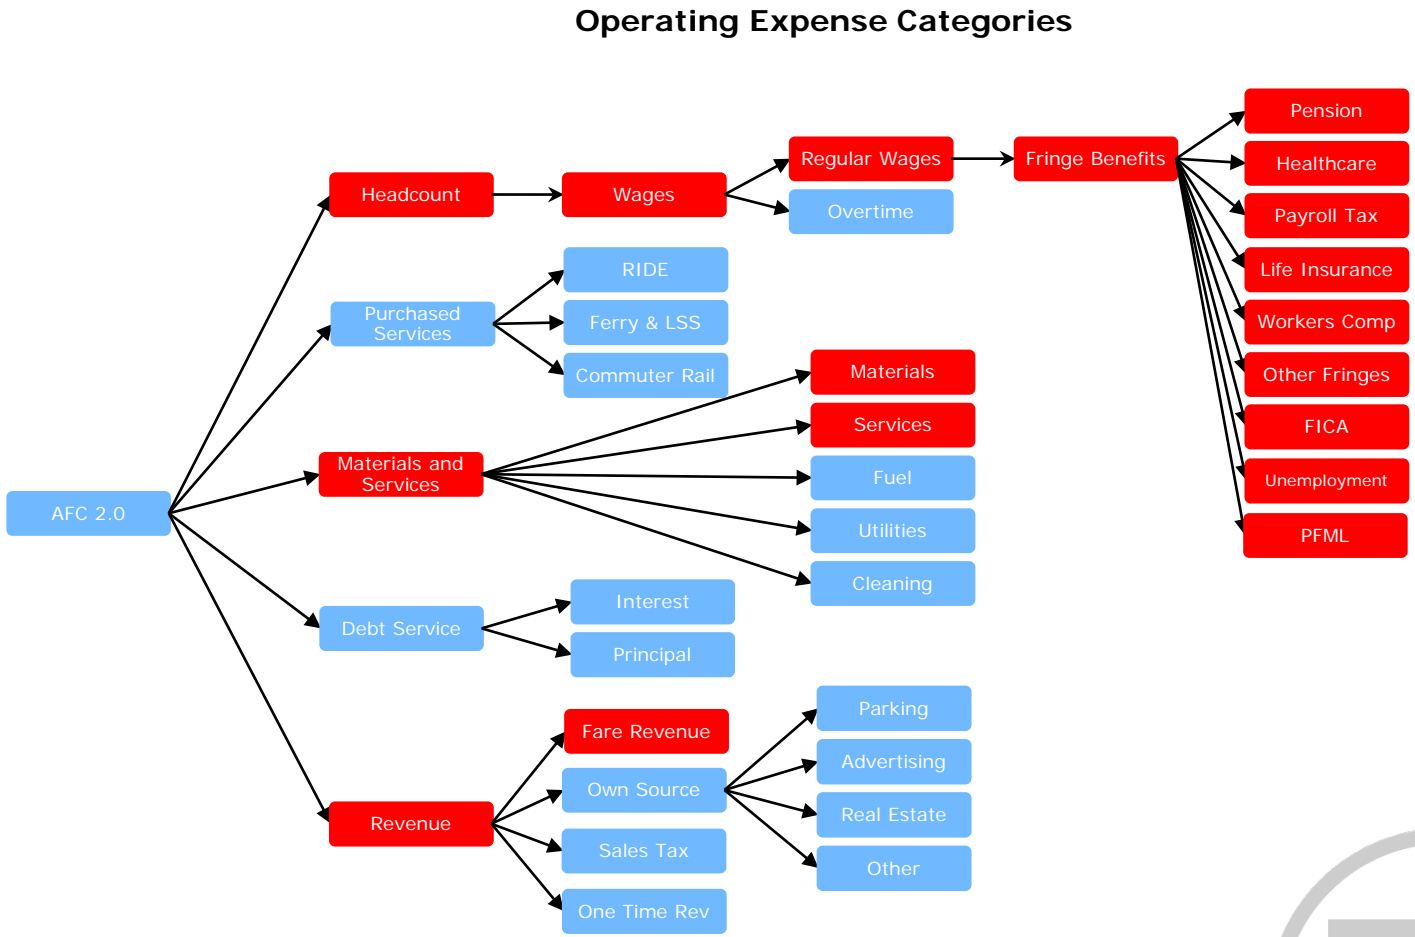 Operating Expense Categories
AFC 2.0
Headcount
Wages
Regular Wages
Overtime
Fringe Benefits
Pension
Healthcare
Payroll Tax
Life Insurance
Workers Comp
Other Fringes
FICA
Unemployment
PFML
Purchased
Services
RIDE
Ferry & LSS
Commuter Rail
Materials and
Services
Materials
Services
Fuel
Utilities
Cleaning
Debt Service
Interest
Principal
Revenue
Fare Revenue
Own Source
Sales Tax
One Time Rev
Parking
Advertising
Real Estate
Other